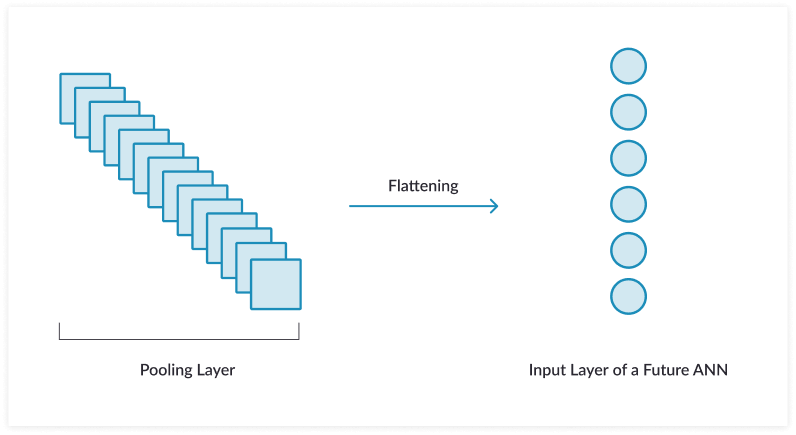 Flattening
Pooling Layer
Input Layer of a Future ANN